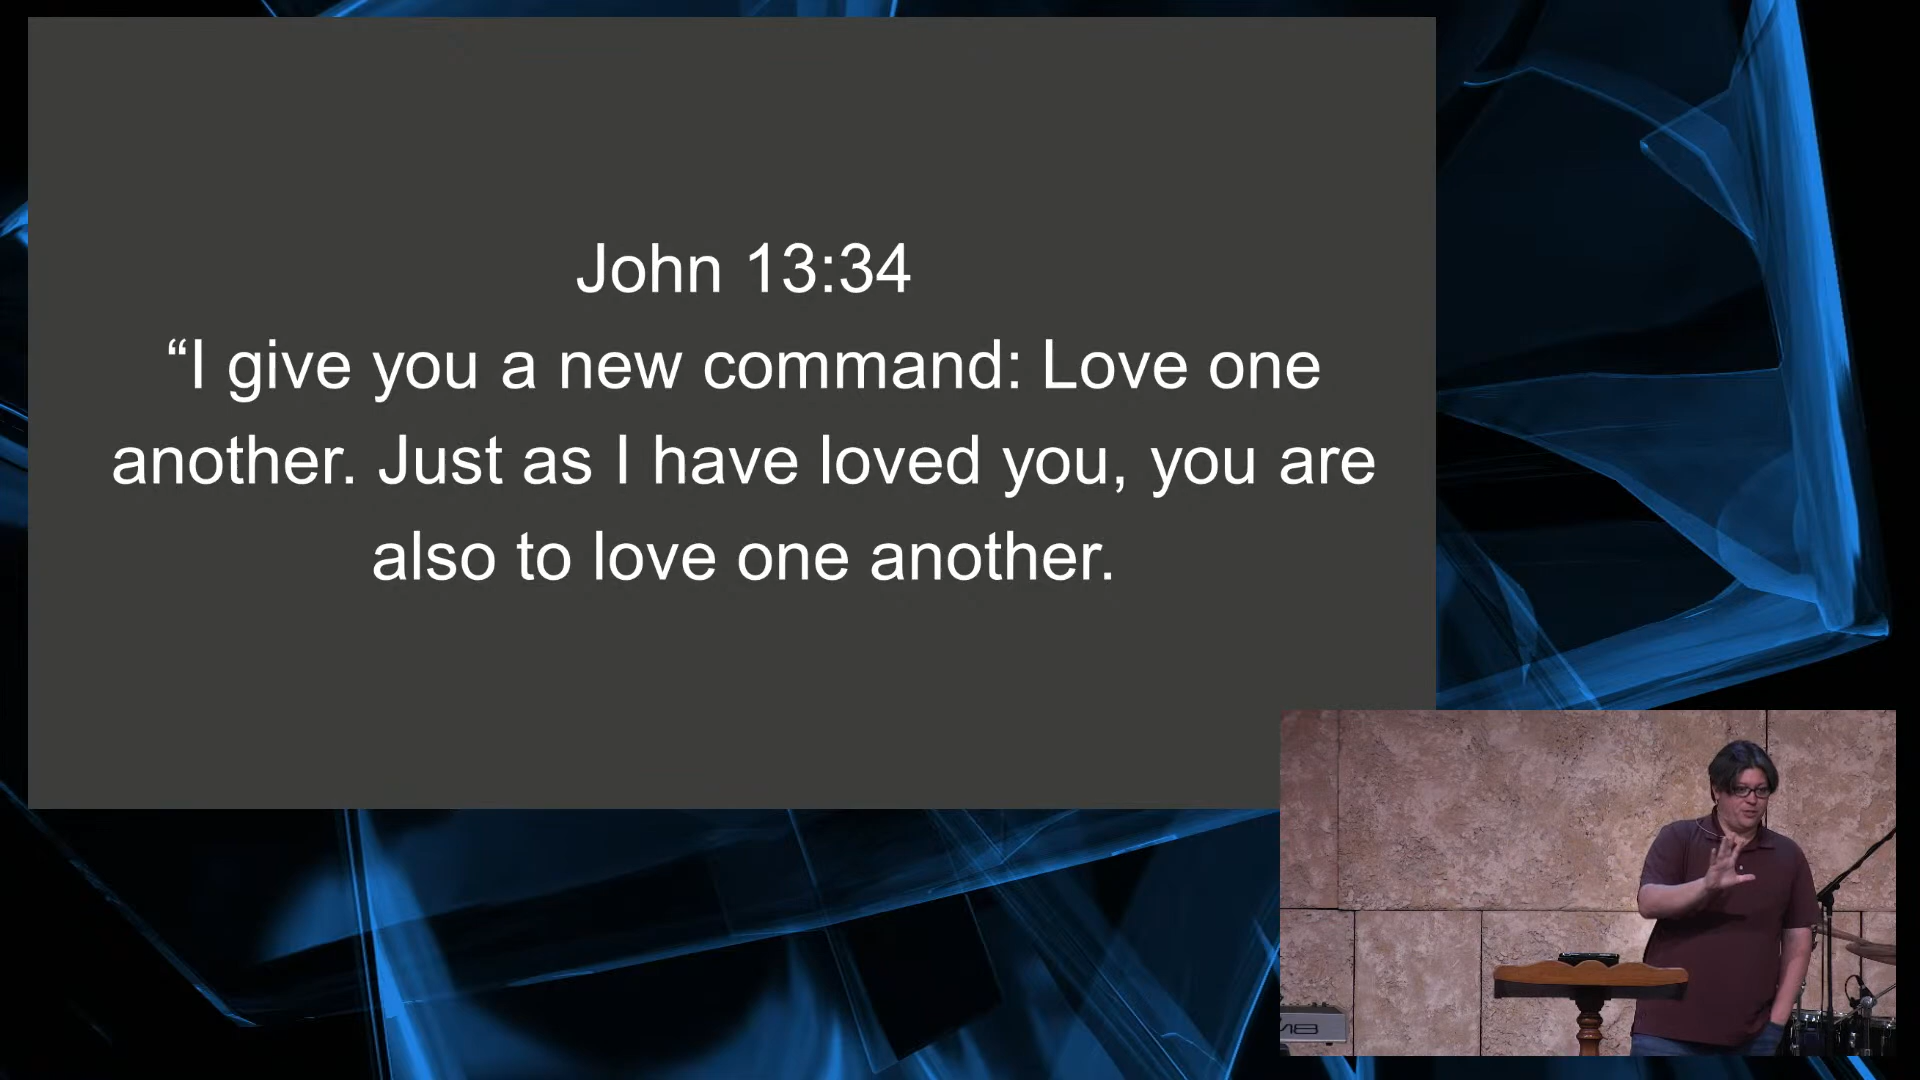 John 13:34
“I give you a new command: Love one
another. Just as I have loved you, you are
also to love one another.